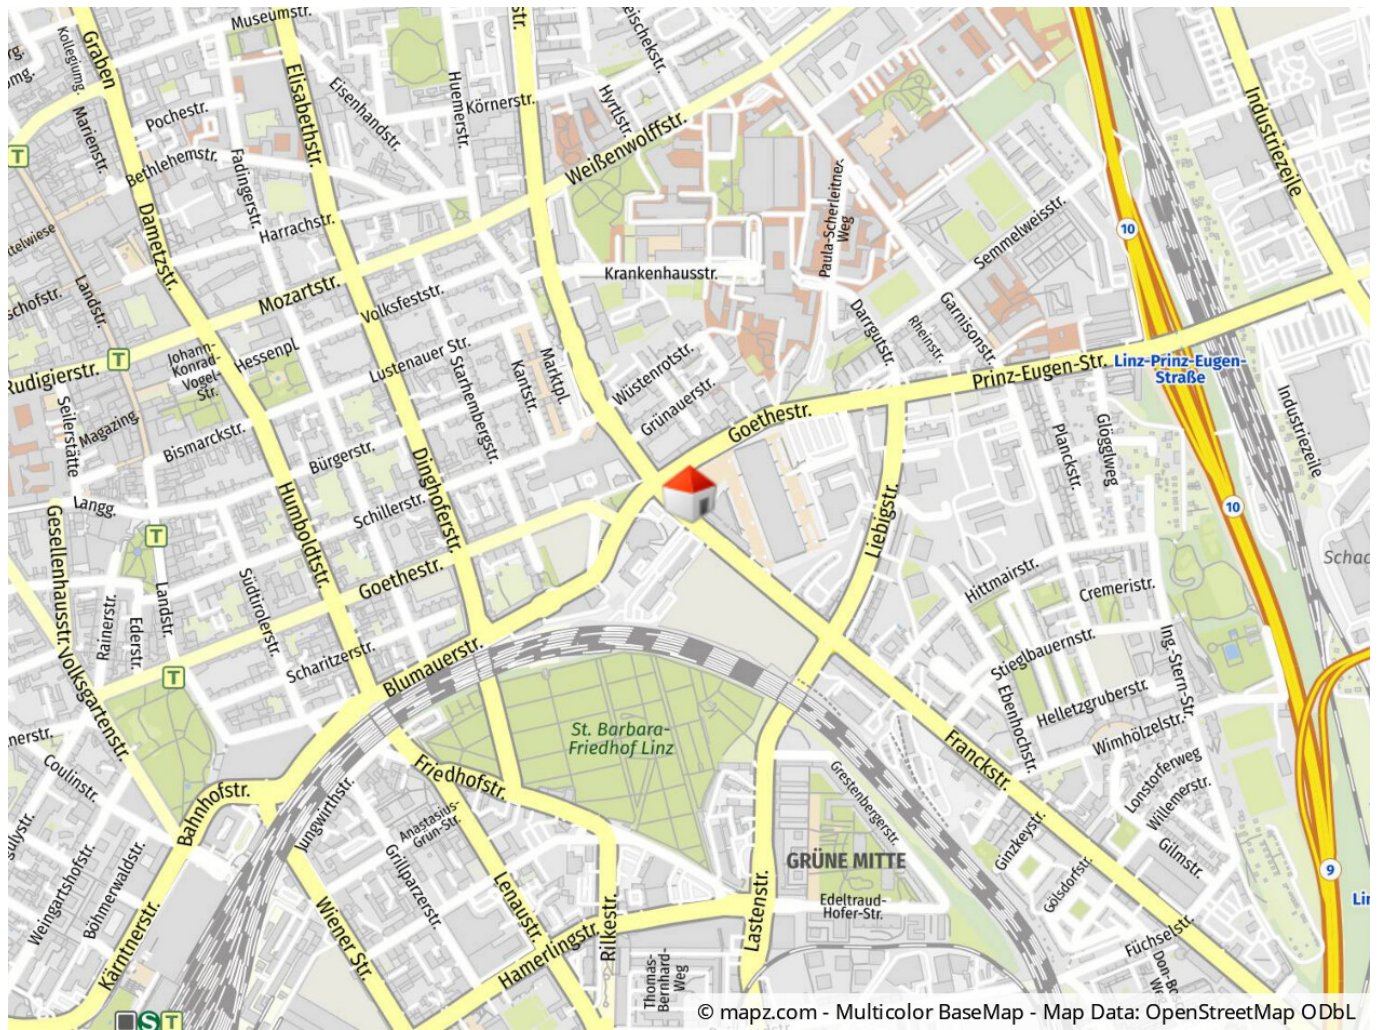 Museumstr.
Graben
Kollegiumg.
Marienstr.
Pochestr.
Bethlehemstr.
Fadingerstr.
Elisabethstr.
Eisenhandstr.
Huemerstr.
Körnerstr.
Hyrtlstr.
Weißenwolffstr.
Industriezeile
Paula-Scherleitner-
Weg
Semmelweisstr.
10
Dametzstr.
Harrachstr.
Krankenhausstr.
Landstr.
Mozartstr.
Volksfeststr.
Garnisonstr.
Darrgutstr.
Rheinstr.
Rudigierstr.
T
T
Johann-
Konrad-
Vogel-
Str.
Hessenpl.
Lustenauer Str.
Starhembergstr.
Kantstr.
Marktpl.
Wüstenrotstr.
Grünauerstr.
Goethestr.
Prinz-Eugen-Str.
Linz-Prinz-Eugen-
Straße
Seilerstätte
Magazing.
Bismarckstr.
Bürgerstr.
Dinghoferstr.
Planckstr.
Glögglweg
Industriezeile
Langg.
Humboldtstr.
Schillerstr.
Liebigstr.
10
T
Gesellenhausstr.
Goethestr.
Hittmairstr.
Cremeristr.
Rainerstr.
Ederstr.
Landstr.
Südtirolerstr.
Scharitzerstr.
Blumauerstr.
Stieglbauernstr.
Ing.-Stern-Str.
T
Volksgartenstr.
Ebenhochstr.
Helletzgruberstr.
Wimhölzelstr.
St. Barbara-
Friedhof Linz
Franckstr.
Coulinstr.
Bahnhofstr.
Friedhofstr.
Jungwirthstr.
Anastasius-
Grün-Str.
Grestenbergerstr.
Lonstorferweg
Willemerstr.
Ginzkeystr.
Gilmstr.
GRÜNE MITTE
9
Weingartshofstr.
Böhmerwaldstr.
Grillparzerstr.
Lenaustr.
Gölsdorfstr.
Edeltraud-
Hofer-Str.
Kärntnerstr.
Wiener Str.
Hamerlingstr.
Rilkestr.
Lastenstr.
Füchselstr.
Thomas-
Bernhard-
Weg
S
T
© mapz.com - Multicolor BaseMap - Map Data: OpenStreetMap ODbL